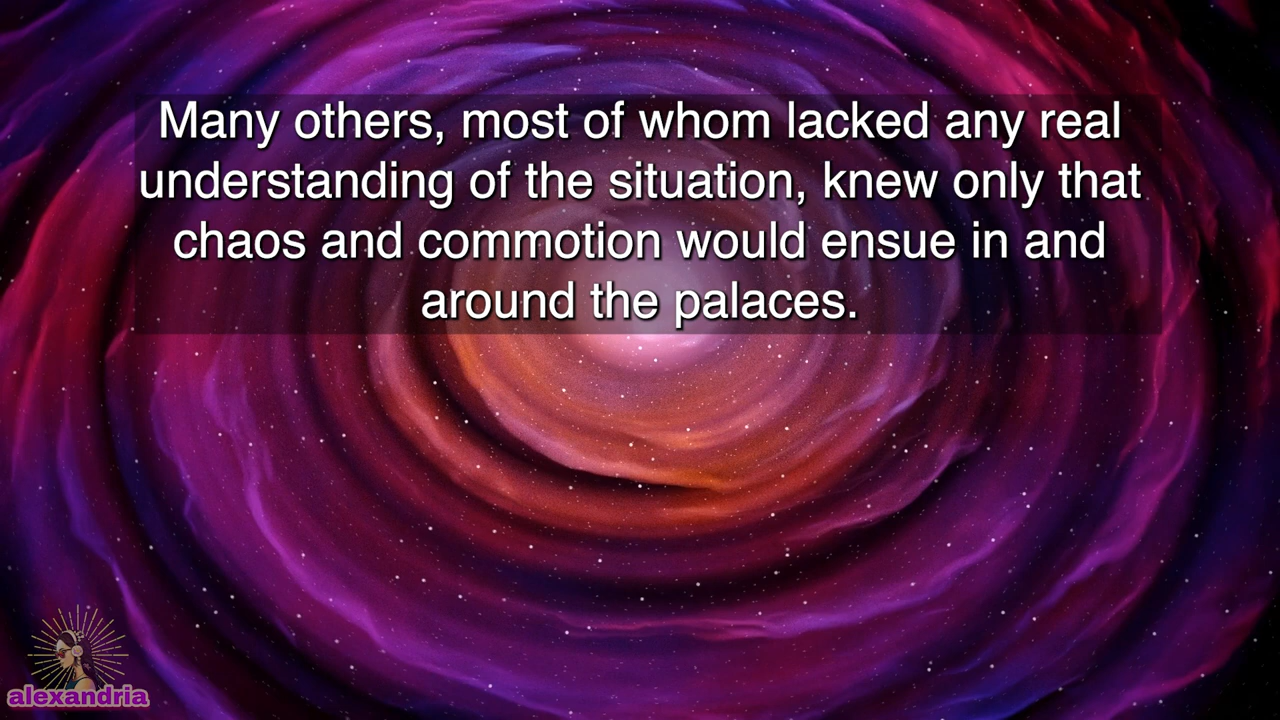 Many others, most of whom lacked any real
understanding of the situation, knew only that
chaos and commotion would ensue in and
around the palaces.
alexandria